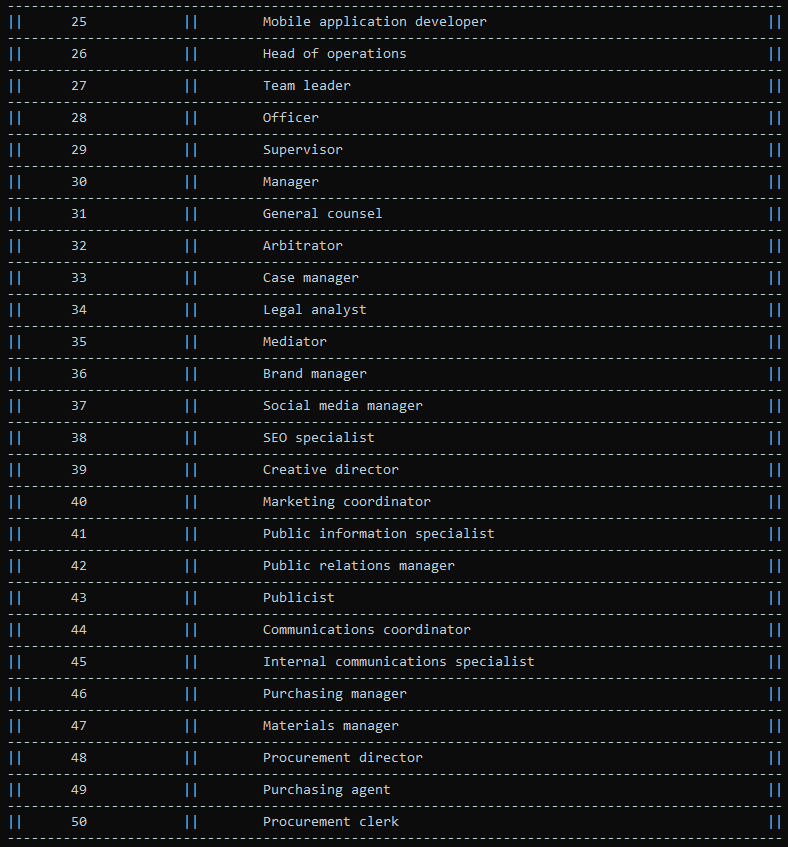 || 25 || Mobile application developer ||
|| 26 || Head of operations ||
|| 27 || Team leader ||
|| 28 || Officer ||
|| 29 || Supervisor ||
|| 30 || Manager ||
|| 31 || General counsel ||
|| 32 || Arbitrator ||
|| 33 || Case manager ||
|| 34 || Legal analyst ||
|| 35 || Mediator ||
|| 36 || Brand manager ||
|| 37 || Social media manager ||
|| 38 || SEO specialist ||
|| 39 || Creative director ||
|| 40 || Marketing coordinator ||
|| 41 || Public information specialist ||
|| 42 || Public relations manager ||
|| 43 || Publicist ||
|| 44 || Communications coordinator ||
|| 45 || Internal communications specialist ||
|| 46 || Purchasing manager ||
|| 47 || Materials manager ||
|| 48 || Procurement director ||
|| 49 || Purchasing agent ||
|| 50 || Procurement clerk ||